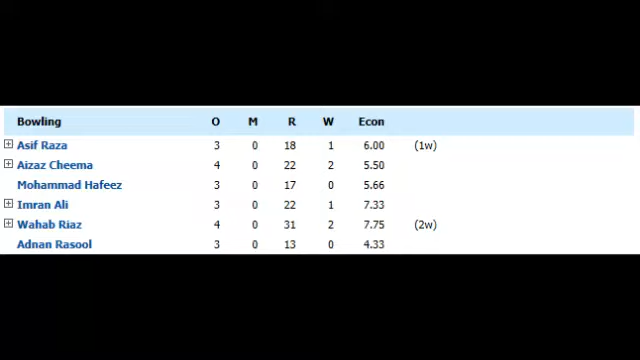 Bowling O M R W Econ
Asif Raza 3 0 18 1 6.00 (1w)
Aizaz Cheema 4 0 22 2 5.50
Mohammad Hafeez 3 0 17 0 5.66
Imran Ali 3 0 22 1 7.33
Wahab Riaz 4 0 31 2 7.75 (2w)
Adnan Rasool 3 0 13 0 4.33